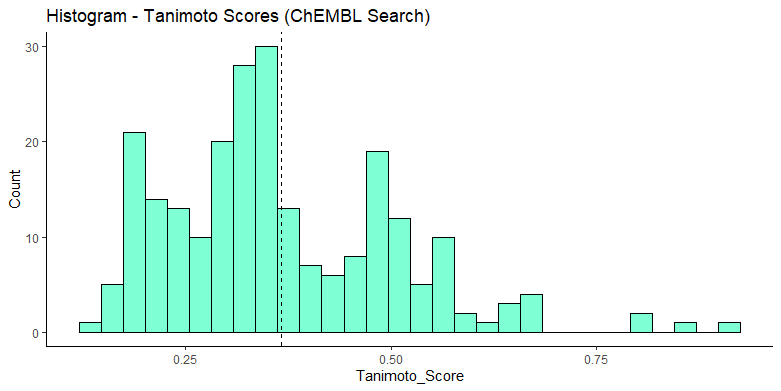 Histogram - Tanimoto Scores (ChEMBL Search)
30
20
10
0
Count
0.25 0.50 0.75
Tanimoto_Score